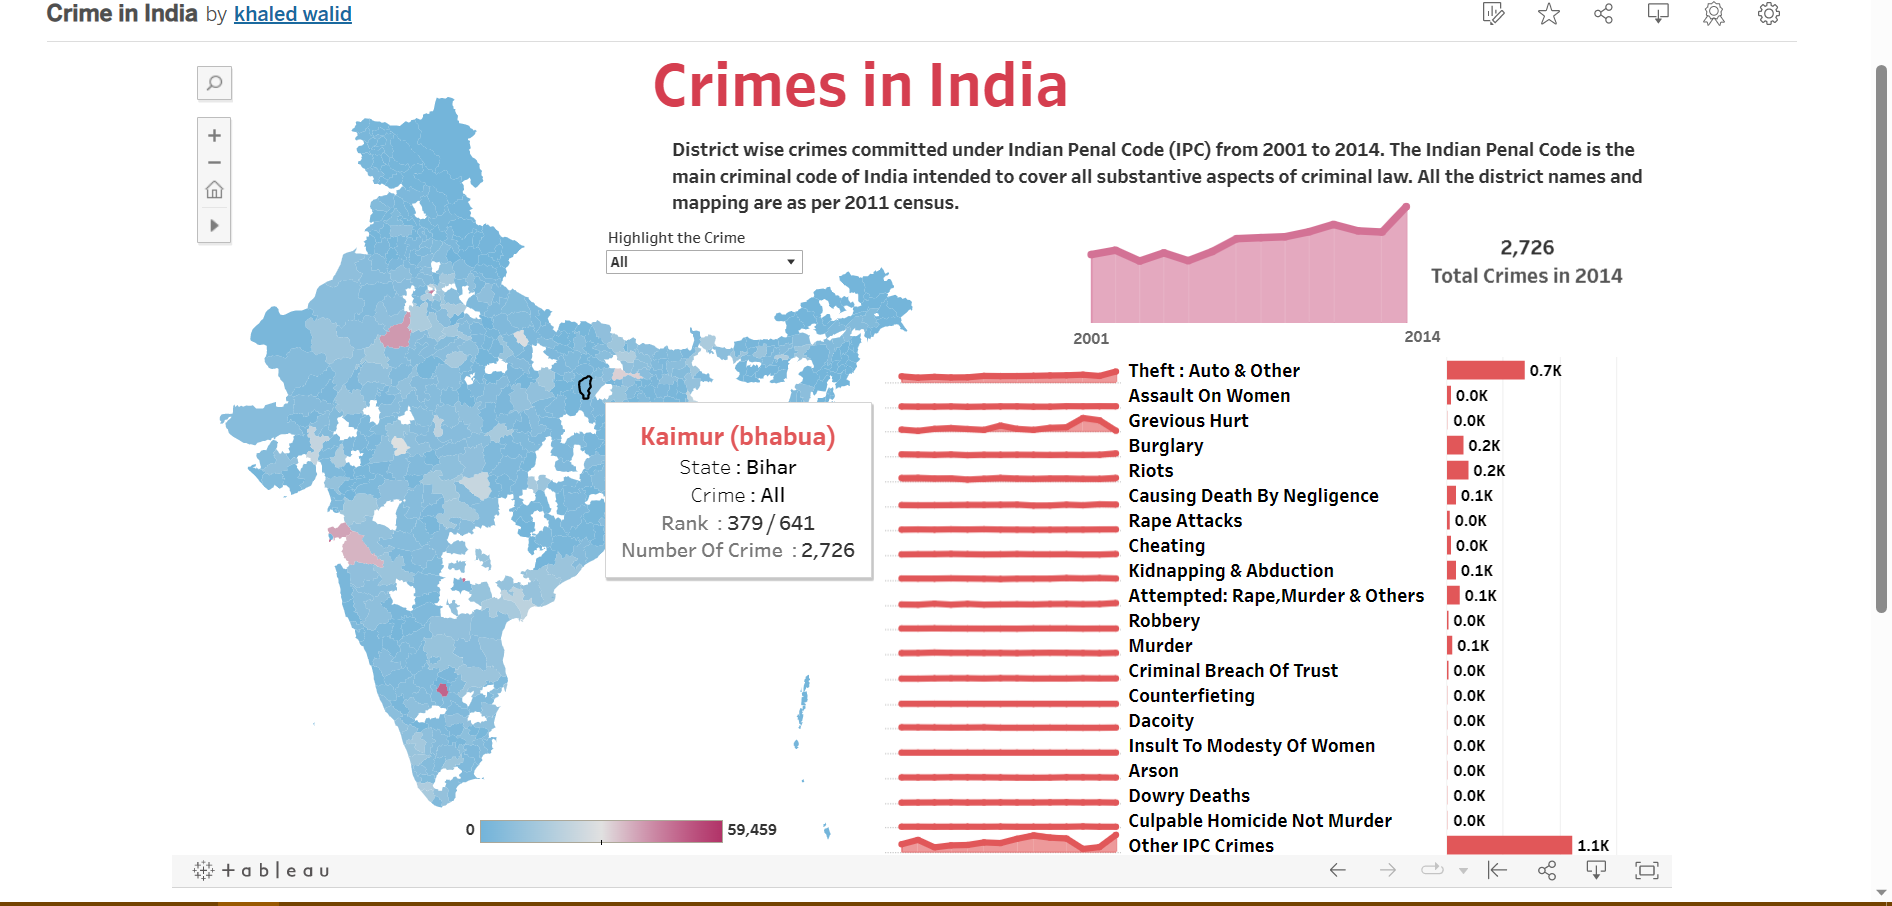 Crime in India by khaled walid
Crimes in India
District wise crimes committed under Indian Penal Code (IPC) from 2001 to 2014. The Indian Penal Code is the
main criminal code of India intended to cover all substantive aspects of criminal law. All the district names and
mapping are as per 2011 census.
Highlight the Crime
All
2,726
Total Crimes in 2014
2001
2014
Theft : Auto & Other 0.7K
Assault On Women 0.0K
Grevious Hurt 0.0K
Burglary 0.2K
Riots 0.2K
Causing Death By Negligence 0.1K
Rape Attacks 0.0K
Cheating 0.0K
Kidnapping & Abduction 0.1K
Attempted: Rape,Murder & Others 0.1K
Robbery 0.0K
Murder 0.1K
Criminal Breach Of Trust 0.0K
Counterfieting 0.0K
Dacoity 0.0K
Insult To Modesty Of Women 0.0K
Arson 0.0K
Dowry Deaths 0.0K
Culpable Homicide Not Murder 0.0K
Other IPC Crimes 1.1K
Kaimur (bhabua)
State : Bihar
Crime : All
Rank : 379 / 641
Number Of Crime : 2,726
0 59,459
+ a b l e a u